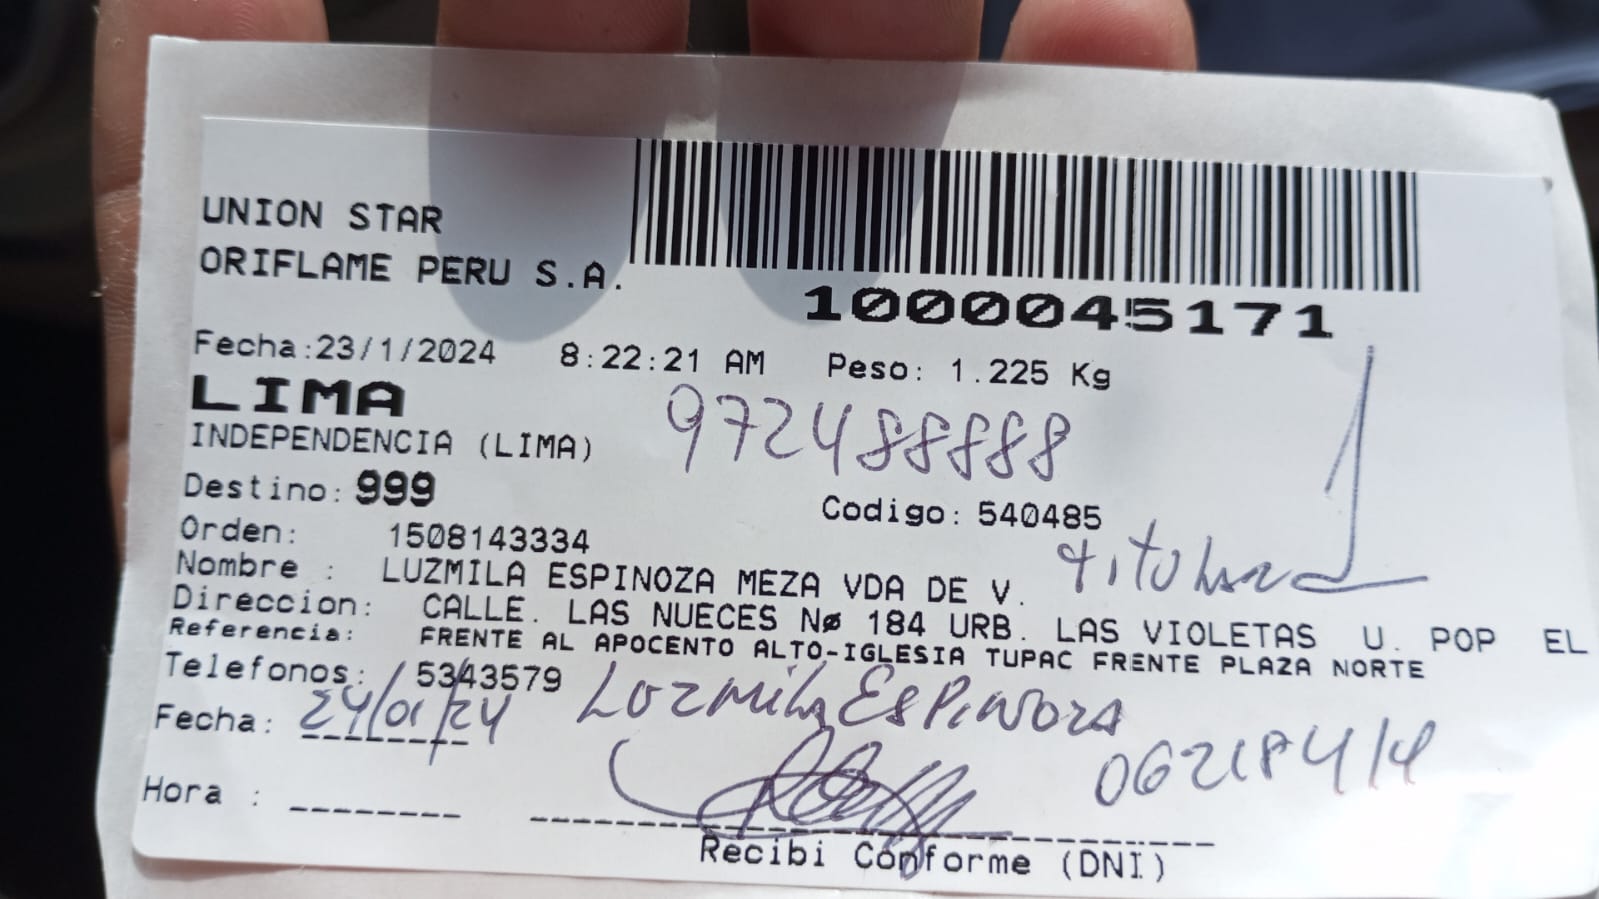 UNION STAR
ORIFLAME PERU S.A.
1000045171
Fecha:23/1/2024 8:22:21 AM Peso: 1.225 Kg
LIMA
972488888
INDEPENDENCIA (LIMA)
Destino: 999 Codigo: 540485
Orden: 1508143334
Titular
Nombre : LUZMILA ESPINOZA MEZA VDA DE V.
Direccion: CALLE. LAS NUECES Nø 184 URB. LAS VIOLETAS U. POP EL
Referencia: FRENTE AL APOCENTO ALTO-IGLESIA TUPAC FRENTE PLAZA NORTE
Telefonos: 5343579
Fecha: 24/01/24 Luzmila Espinoza
Hora :
Recibi Conforme (DNI)